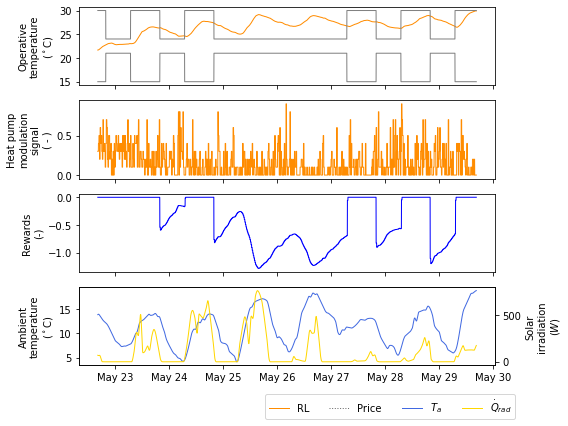 Operative
temperature
(°C)
30
25
20
15
Heat pump
modulation
signal
( - )
0.5
0.0
Rewards
(-)
0.0
−0.5
−1.0
Ambient
temperature
(°C)
15
10
5
500
0
Solar
irradiation
(W)
May 23 May 24 May 25 May 26 May 27 May 28 May 29 May 30
RL Price T_a Q̇_rad